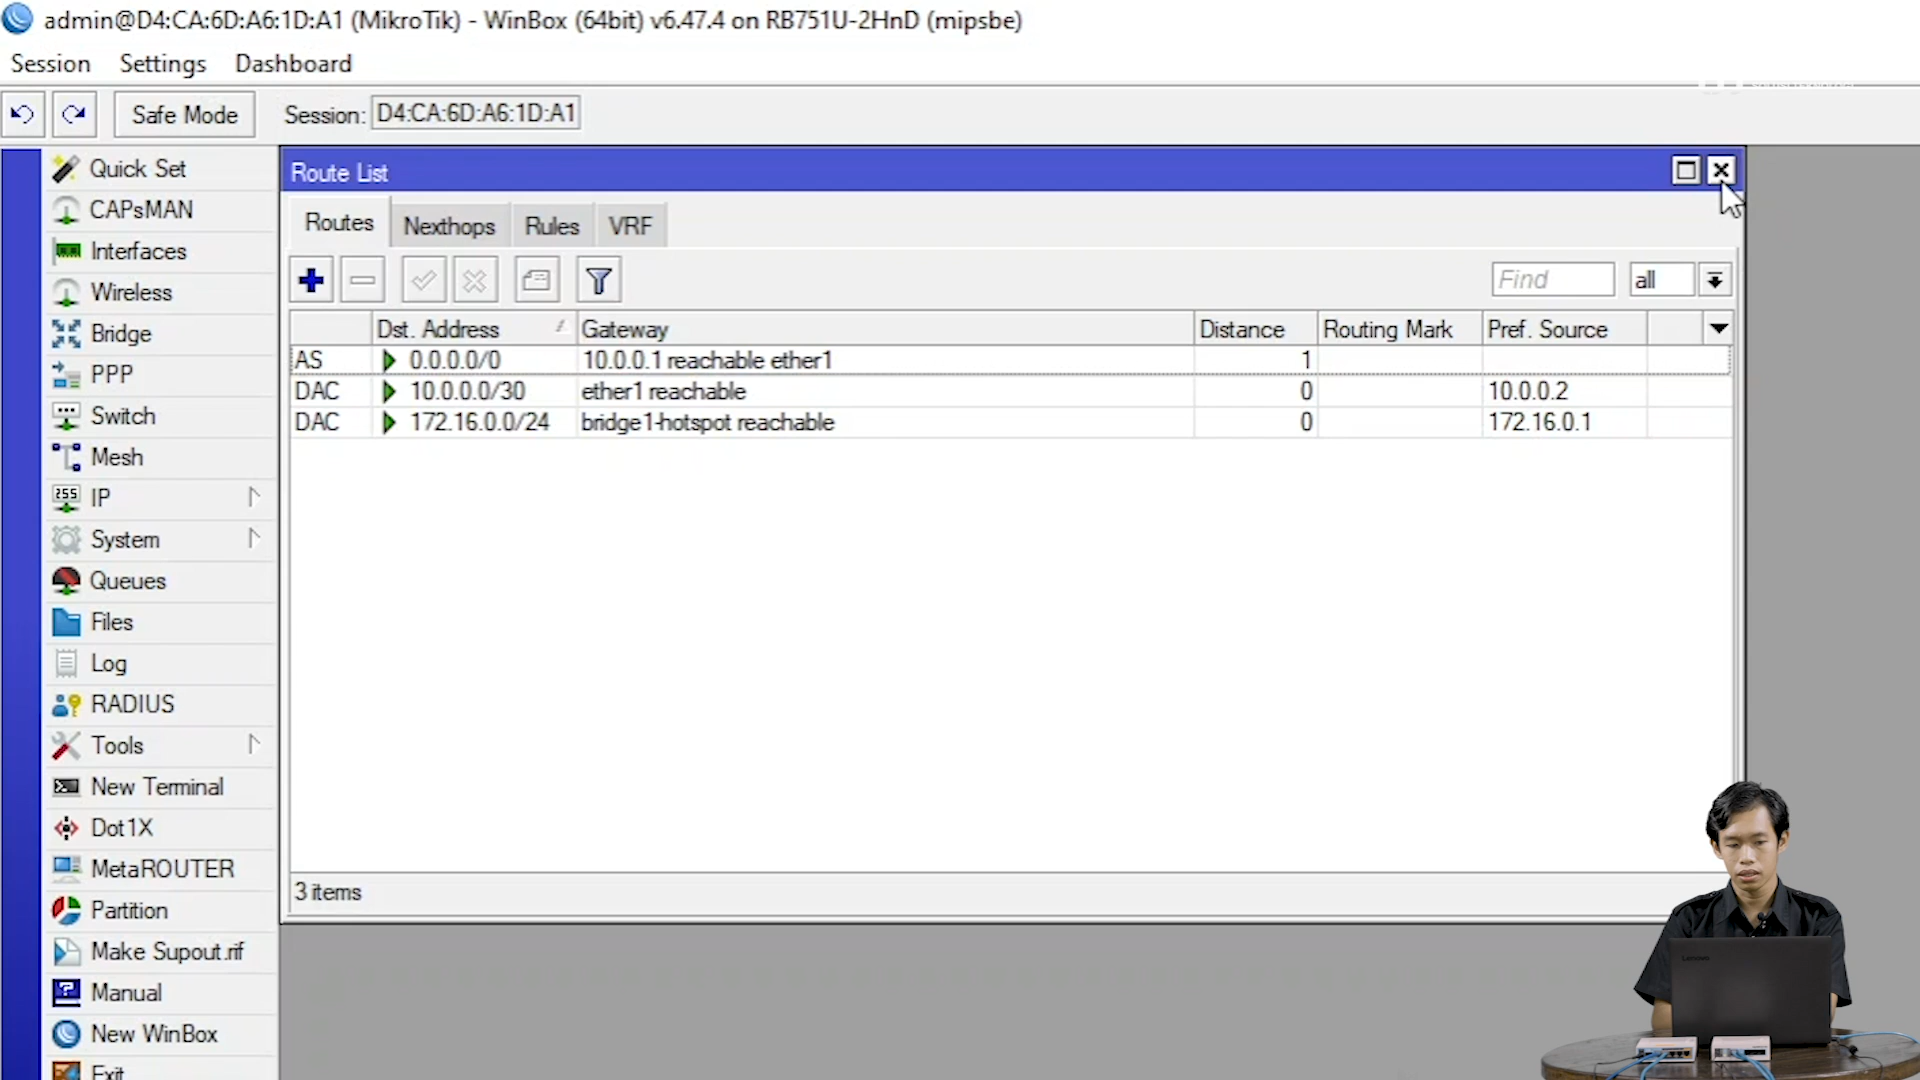 admin@D4:CA:6D:A6:1D:A1 (MikroTik) - WinBox (64bit) v6.47.4 on RB751U-2HnD (mipsbe)
Session Settings Dashboard
Safe Mode Session: D4:CA:6D:A6:1D:A1
Quick Set
CAPsMAN
Interfaces
Wireless
Bridge
PPP
Switch
Mesh
255 IP
System
Queues
Files
Log
RADIUS
Tools
New Terminal
Dot1X
MetaROUTER
Partition
Make Supout.rif
Manual
New WinBox
Exit
Route List
Routes Nexthops Rules VRF
Find all
Dst. Address Gateway Distance Routing Mark Pref. Source
AS 0.0.0.0/0 10.0.0.1 reachable ether1 1
DAC 10.0.0.0/30 ether1 reachable 0 10.0.0.2
DAC 172.16.0.0/24 bridge1-hotspot reachable 0 172.16.0.1
3 items
Lenovo